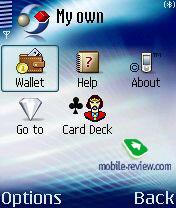 My own
Wallet Help About
Go to Card Deck
mobile-review.com
Options Back